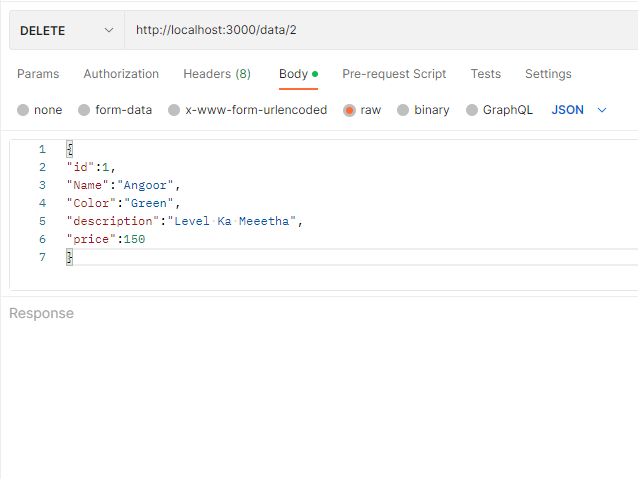 DELETE http://localhost:3000/data/2
Params Authorization Headers (8) Body Pre-request Script Tests Settings
none form-data x-www-form-urlencoded raw binary GraphQL JSON
1 {
2 "id":1,
3 "Name":"Angoor",
4 "Color":"Green",
5 "description":"Level Ka Meeetha",
6 "price":150
7 }
Response